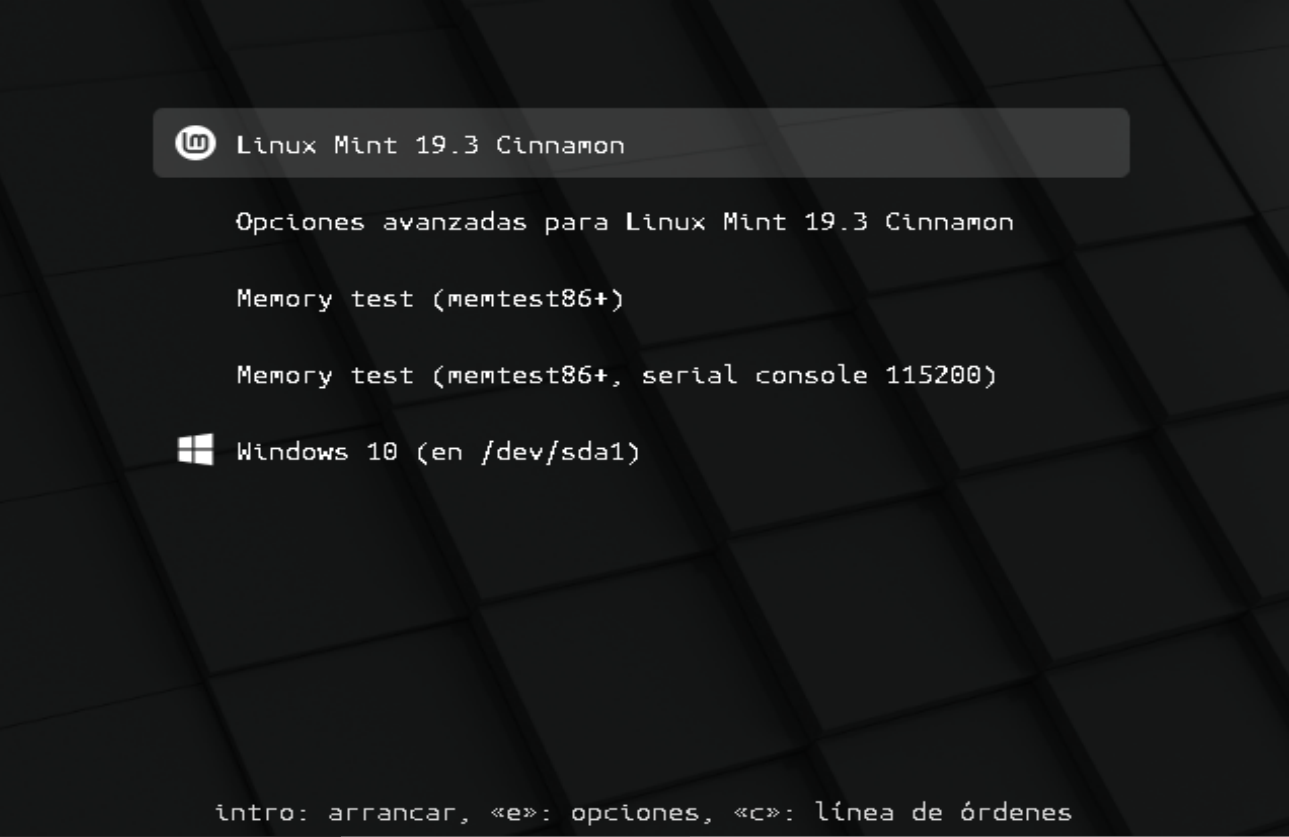 Linux Mint 19.3 Cinnamon
Opciones avanzadas para Linux Mint 19.3 Cinnamon
Memory test (memtest86+)
Memory test (memtest86+, serial console 115200)
Windows 10 (en /dev/sda1)
intro: arrancar, «e»: opciones, «c»: línea de órdenes